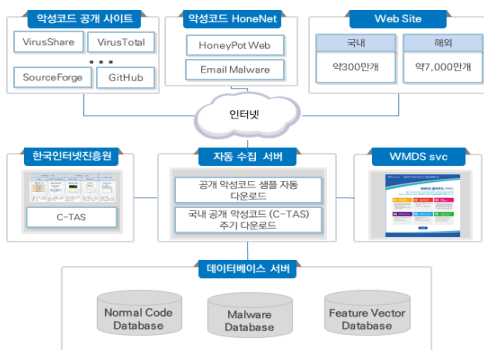 악성코드 공개 사이트
VirusShare
VirusTotal
SourceForge
GitHub
악성코드 HoneNet
HoneyPot Web
Email Malware
Web Site
국내
해외
약300만개
약7,000만개
인터넷
한국인터넷진흥원
C-TAS
자동 수집 서버
공개 악성코드 샘플 자동
다운로드
국내 공개 악성코드 (C-TAS)
주기 다운로드
WMDS svc
데이터베이스 서버
Normal Code
Database
Malware
Database
Feature Vector
Database